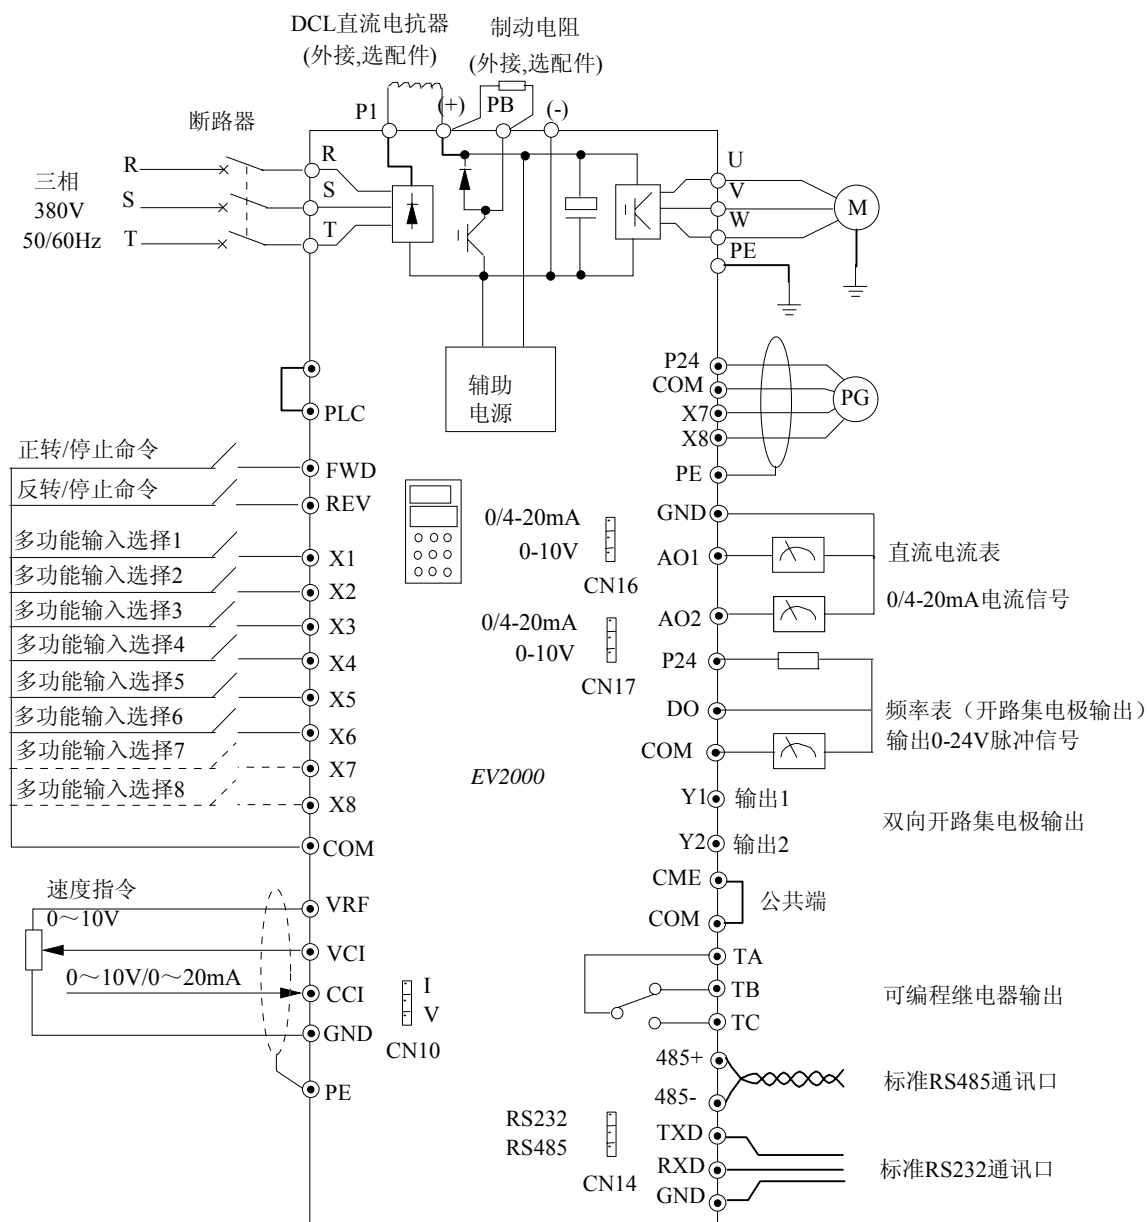 DCL直流电抗器
(外接,选配件)
制动电阻
(外接,选配件)
P1
(+)
PB
(-)
断路器
三相
380V
50/60Hz
R
S
T
R
S
T
U
V
W
PE
M
辅助
电源
PLC
P24
COM
X7
X8
PE
PG
正转/停止命令
FWD
反转/停止命令
REV
多功能输入选择1
X1
多功能输入选择2
X2
多功能输入选择3
X3
多功能输入选择4
X4
多功能输入选择5
X5
多功能输入选择6
X6
多功能输入选择7
X7
多功能输入选择8
X8
COM
0/4-20mA
0-10V
CN16
0/4-20mA
0-10V
CN17
EV2000
GND
AO1
AO2
直流电流表
0/4-20mA电流信号
P24
DO
COM
频率表（开路集电极输出）
输出0-24V脉冲信号
Y1
输出1
Y2
输出2
双向开路集电极输出
CME
COM
公共端
速度指令
0～10V
VRF
VCI
0～10V/0～20mA
CCI
GND
PE
I
V
CN10
TA
TB
TC
可编程继电器输出
485+
485-
标准RS485通讯口
RS232
RS485
CN14
TXD
RXD
GND
标准RS232通讯口